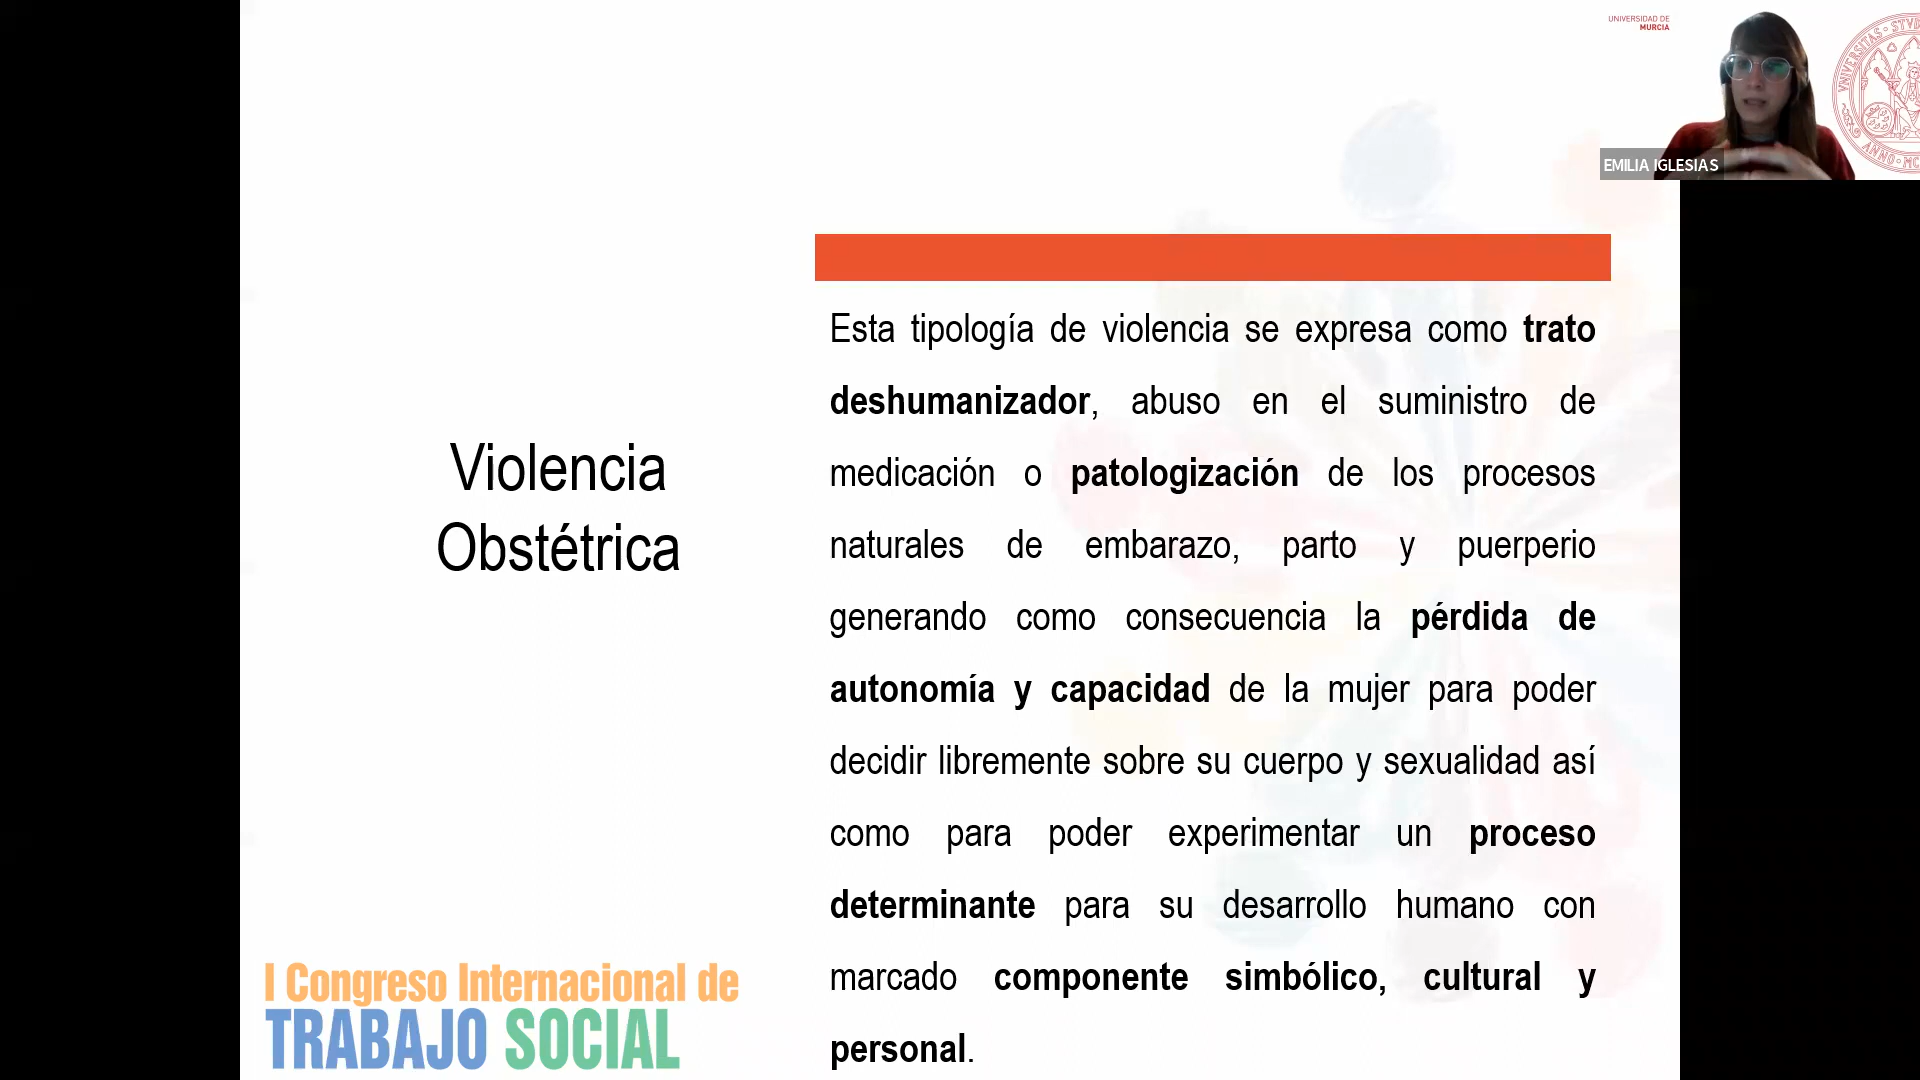 UNIVERSIDAD DE
MURCIA
UNIVERSITAS
ANNO
EMILIA IGLESIAS
Violencia
Obstétrica
Esta tipología de violencia se expresa como trato
deshumanizador, abuso en el suministro de
medicación o patologización de los procesos
naturales de embarazo, parto y puerperio
generando como consecuencia la pérdida de
autonomía y capacidad de la mujer para poder
decidir libremente sobre su cuerpo y sexualidad así
como para poder experimentar un proceso
determinante para su desarrollo humano con
marcado componente simbólico, cultural y
personal.
I Congreso Internacional de
TRABAJO SOCIAL